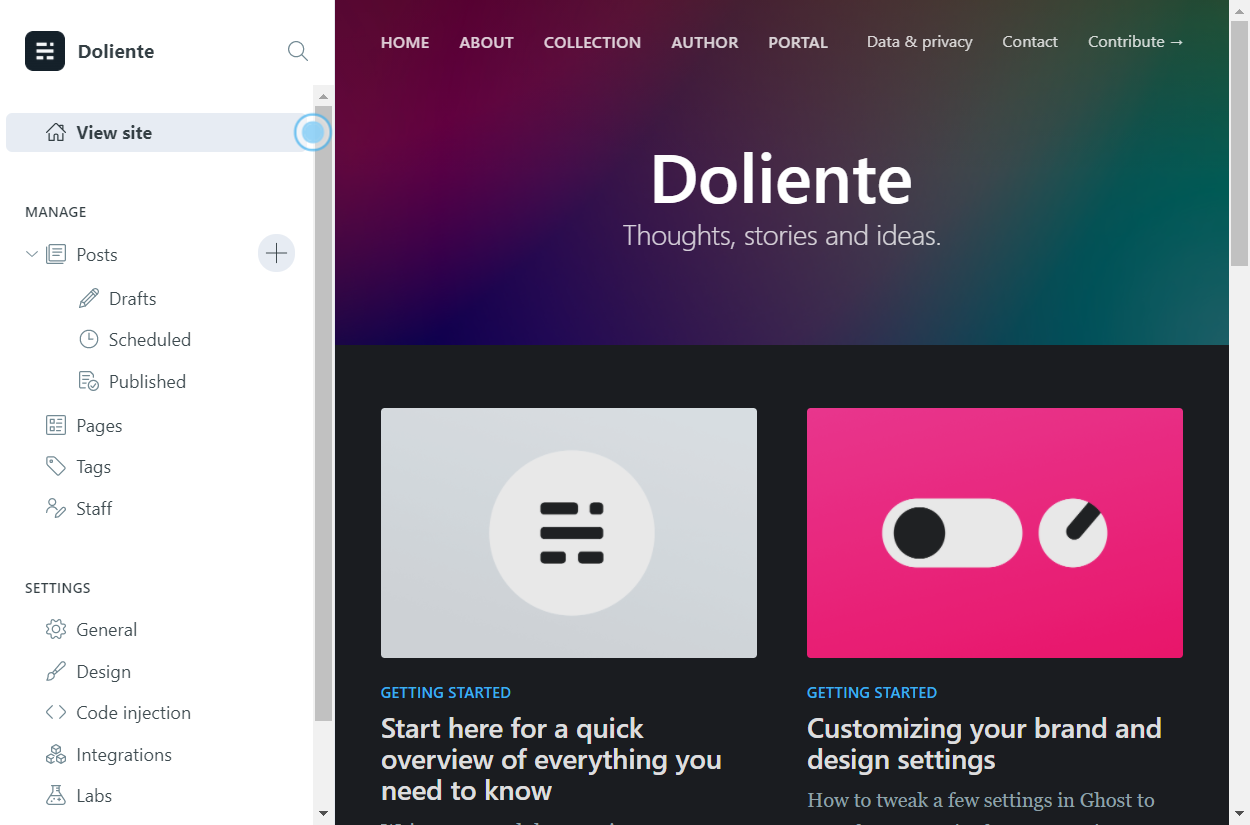 Doliente
View site
MANAGE
Posts
Drafts
Scheduled
Published
Pages
Tags
Staff
SETTINGS
General
Design
Code injection
Integrations
Labs
HOME ABOUT COLLECTION AUTHOR PORTAL Data & privacy Contact Contribute →
Doliente
Thoughts, stories and ideas.
GETTING STARTED
Start here for a quick
overview of everything you
need to know
GETTING STARTED
Customizing your brand and
design settings
How to tweak a few settings in Ghost to